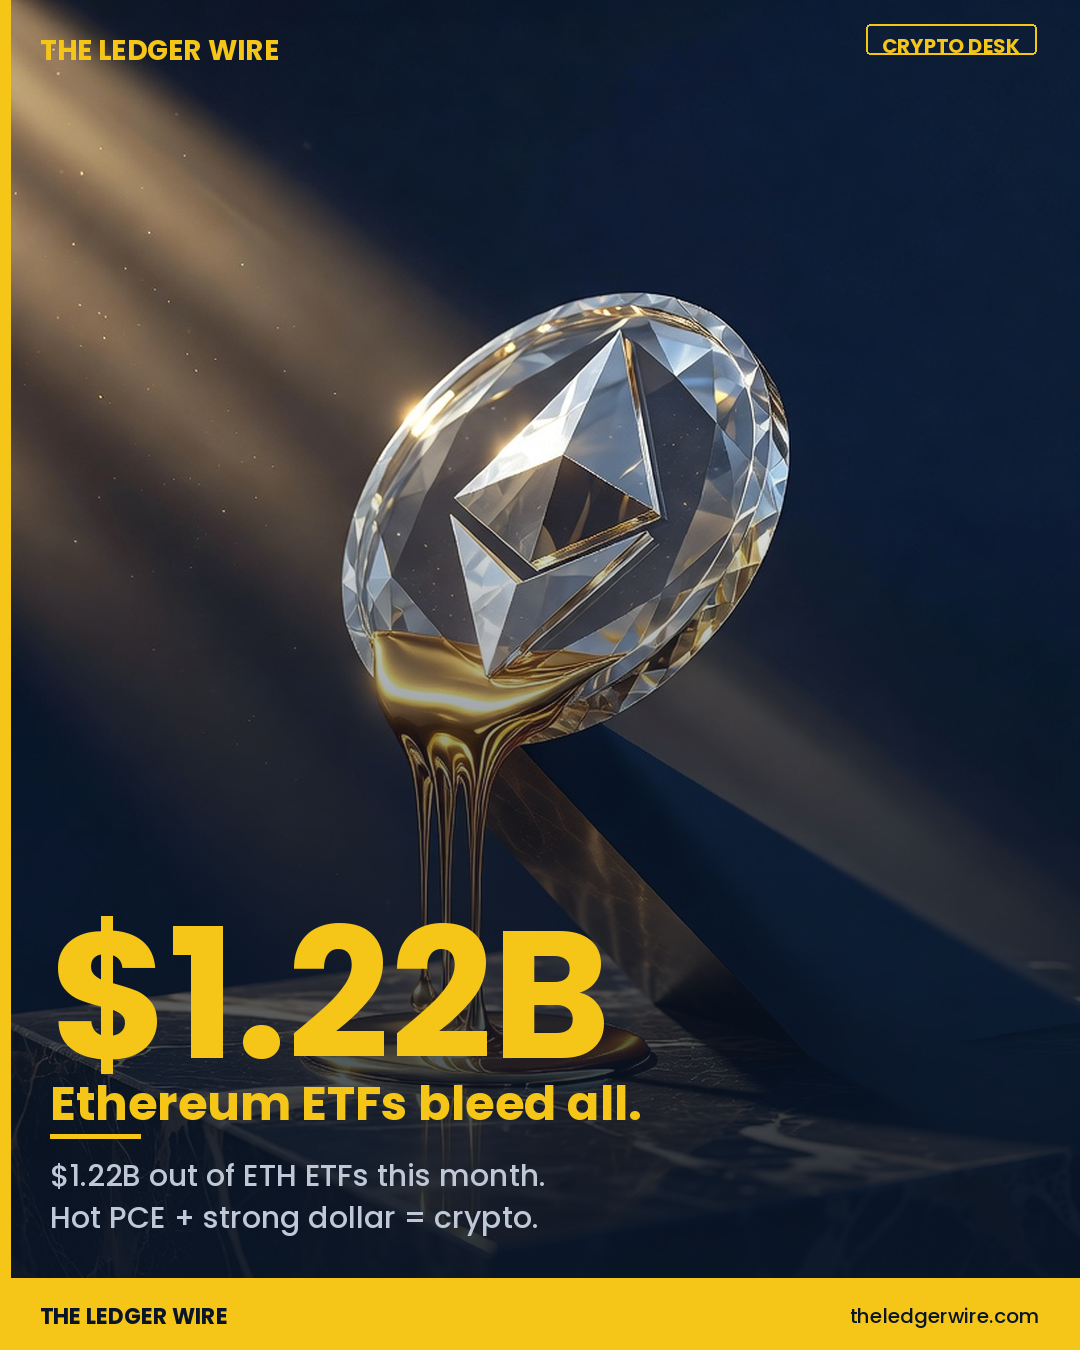 THE LEDGER WIRE
CRYPTO DESK
$1.22B
Ethereum ETFs bleed all.
$1.22B out of ETH ETFs this month.
Hot PCE + strong dollar = crypto.
THE LEDGER WIRE
theledgerwire.com